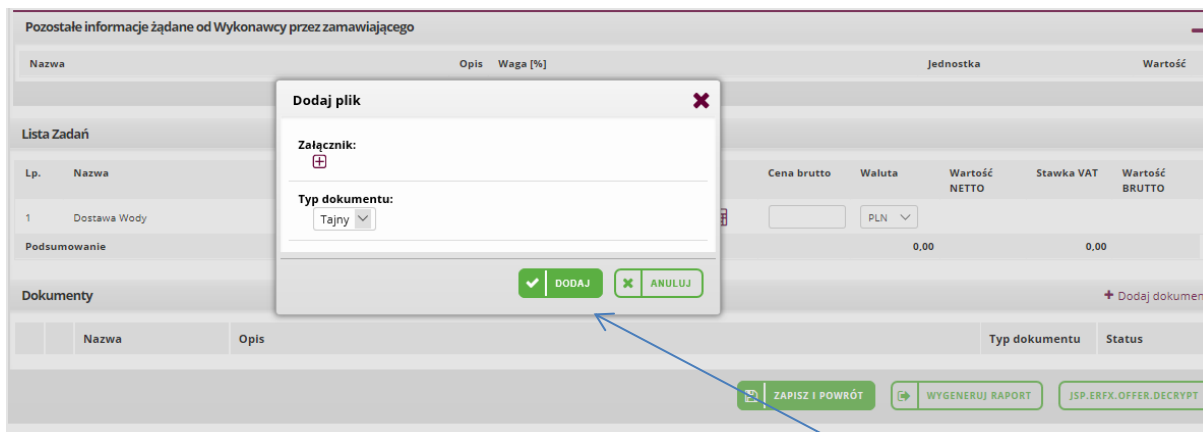 Pozostałe informacje żądane od Wykonawcy przez zamawiającego
Nazwa Opis Waga [%] Jednostka Wartość
Dodaj plik
Załącznik:
Typ dokumentu:
Tajny
DODAJ ANULUJ
Lista Zadań
Lp. Nazwa Cena brutto Waluta Wartość NETTO Stawka VAT Wartość BRUTTO
1 Dostawa Wody PLN
Podsumowanie 0,00 0,00
Dokumenty + Dodaj dokumen
Nazwa Opis Typ dokumentu Status
ZAPISZ I POWRÓT WYGENERUJ RAPORT JSP.ERFX.OFFER.DECRYPT